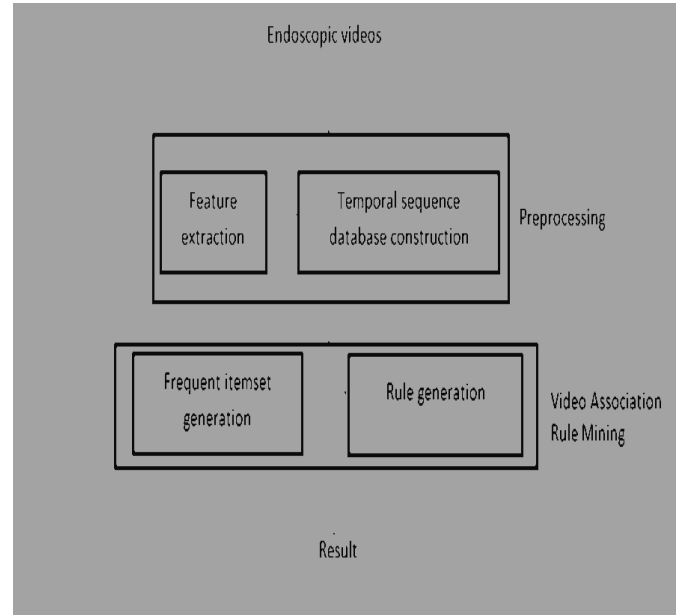 Endoscopic videos
Feature
extraction
Temporal sequence
database construction
Preprocessing
Frequent itemset
generation
Rule generation
Video Association
Rule Mining
Result